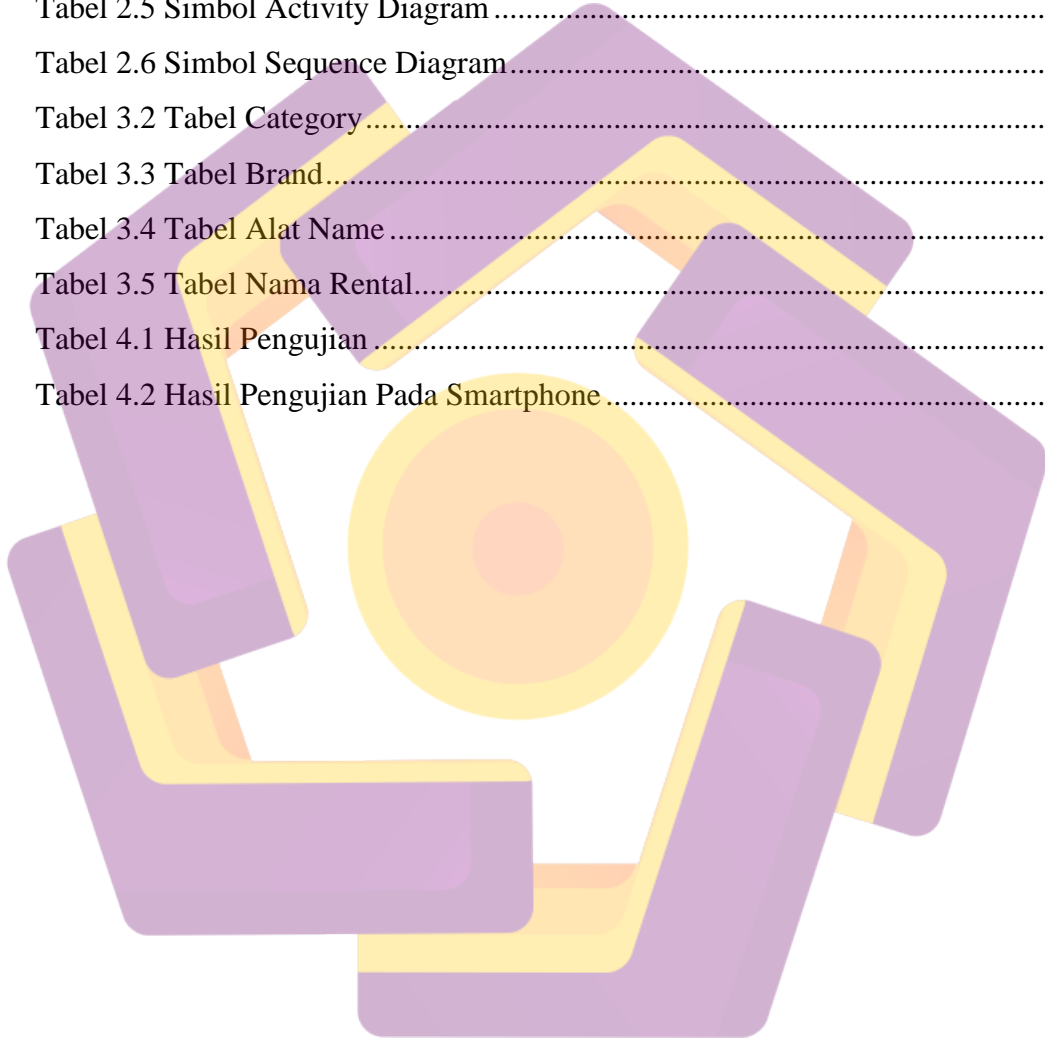 Tabel 2.5 Simbol Activity Diagram ........................................................................
Tabel 2.6 Simbol Sequence Diagram......................................................................
Tabel 3.2 Tabel Category........................................................................................
Tabel 3.3 Tabel Brand.............................................................................................
Tabel 3.4 Tabel Alat Name .....................................................................................
Tabel 3.5 Tabel Nama Rental..................................................................................
Tabel 4.1 Hasil Pengujian .......................................................................................
Tabel 4.2 Hasil Pengujian Pada Smartphone ..........................................................